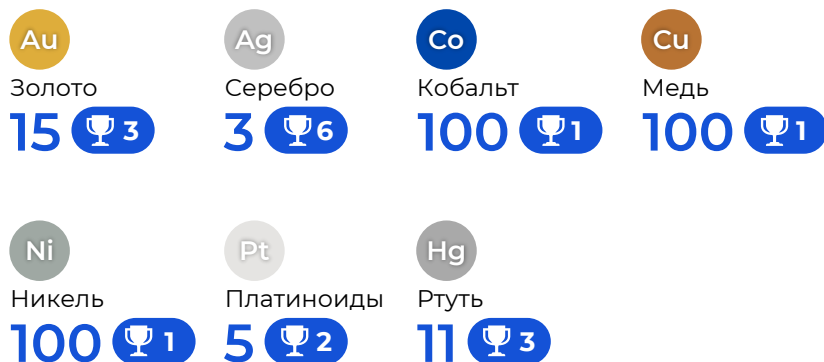 Au Ag Co Cu
Золото Серебро Кобальт Медь
15 3 3 6 100 1 100 1
Ni Pt Hg
Никель Платиноиды Ртуть
100 1 5 2 11 3